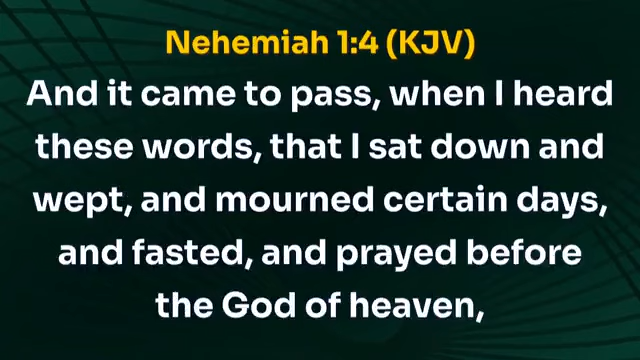 Nehemiah 1:4 (KJV)
And it came to pass, when I heard
these words, that I sat down and
wept, and mourned certain days,
and fasted, and prayed before
the God of heaven,